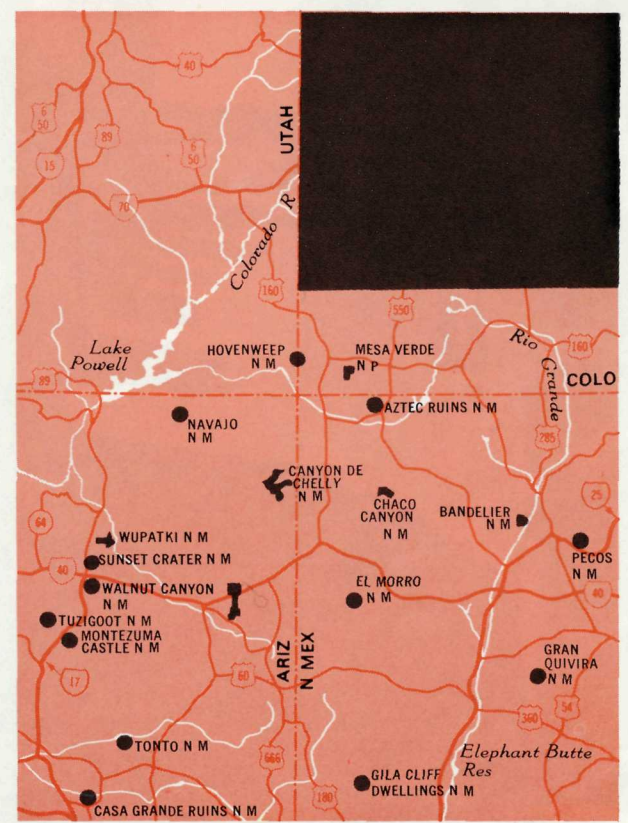 40
6
50
89
6
50
15
70
UTAH
Colorado R
160
550
Rio
Grande
160
Lake
Powell
HOVENWEEP
N M
MESA VERDE
N P
89
COLO
AZTEC RUINS N M
NAVAJO
N M
285
CANYON DE
CHELLY
N M
CHACO
CANYON
N M
25
BANDELIER
N M
64
WUPATKI N M
SUNSET CRATER N M
PECOS
N M
40
WALNUT CANYON
N M
EL MORRO
N M
40
TUZIGOOT N M
MONTEZUMA
CASTLE N M
ARIZ
N MEX
GRAN
QUIVIRA
N M
17
60
54
380
TONTO N M
666
Elephant Butte
Res
GILA CLIFF
DWELLINGS N M
180
CASA GRANDE RUINS N M